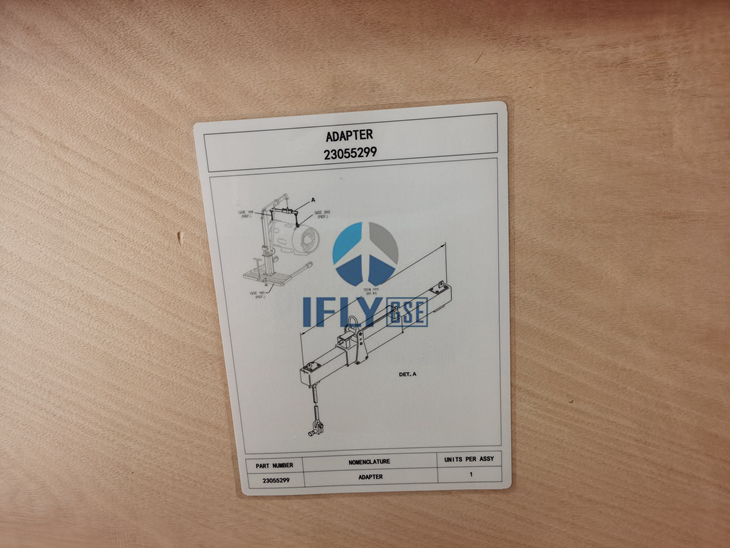 ADAPTER
23055299
A
IFLY GSE
DET.A
PART NUMBER NOMENCLATURE UNITS PER ASSY
23055299 ADAPTER 1